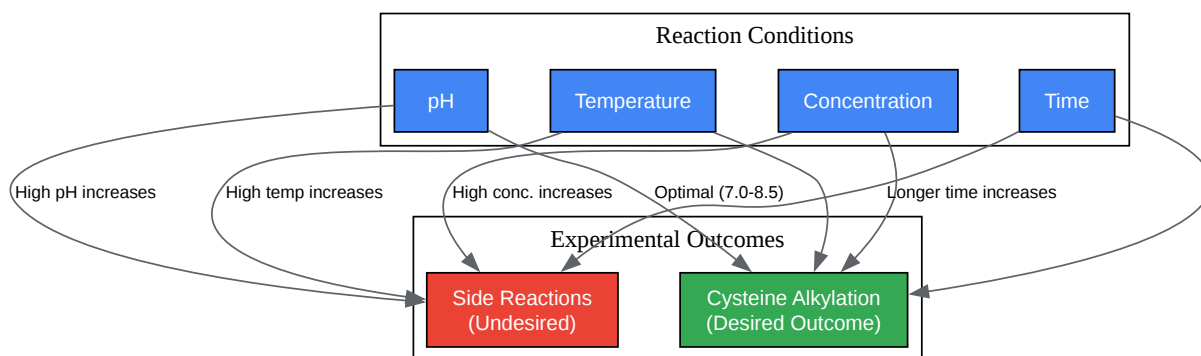 Reaction Conditions
pH
Temperature
Concentration
Time
High pH increases
High temp increases
High conc. increases
Optimal (7.0-8.5)
Longer time increases
Experimental Outcomes
Side Reactions
(Undesired)
Cysteine Alkylation
(Desired Outcome)